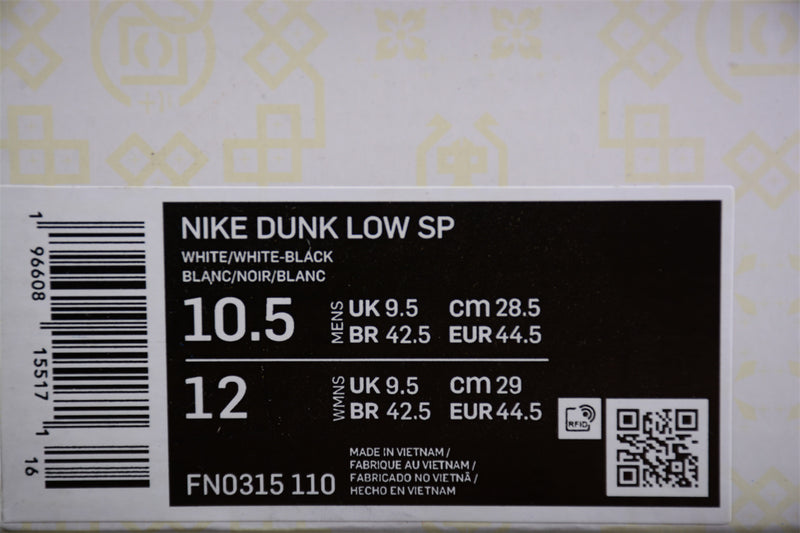 NIKE DUNK LOW SP
WHITE/WHITE-BLACK
BLANC/NOIR/BLANC
10.5 MENS UK 9.5 cm 28.5
BR 42.5 EUR 44.5
12 WMNS UK 9.5 cm 29
BR 42.5 EUR 44.5
RFID
MADE IN VIETNAM /
FABRIQUE AU VIETNAM /
FABRICADO NO VIETNÃ /
HECHO EN VIETNAM
FN0315 110
1 96608 15517 1 16